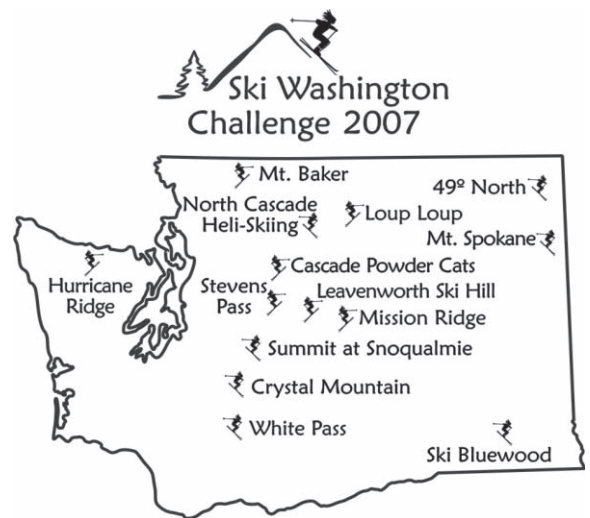 Ski Washington
Challenge 2007
Mt. Baker
49º North
North Cascade
Heli-Skiing
Loup Loup
Mt. Spokane
Hurricane
Ridge
Cascade Powder Cats
Stevens
Pass
Leavenworth Ski Hill
Mission Ridge
Summit at Snoqualmie
Crystal Mountain
White Pass
Ski Bluewood